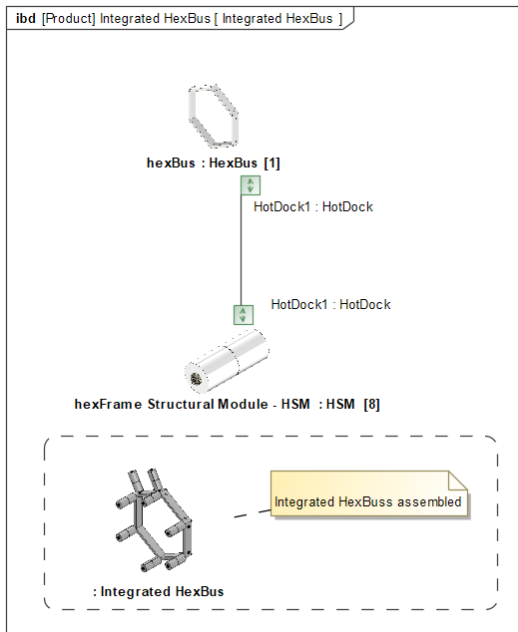 ibd [Product] Integrated HexBus [ Integrated HexBus ]
hexBus : HexBus [1]
HotDock1 : HotDock
HotDock1 : HotDock
hexFrame Structural Module - HSM : HSM [8]
Integrated HexBuss assembled
: Integrated HexBus